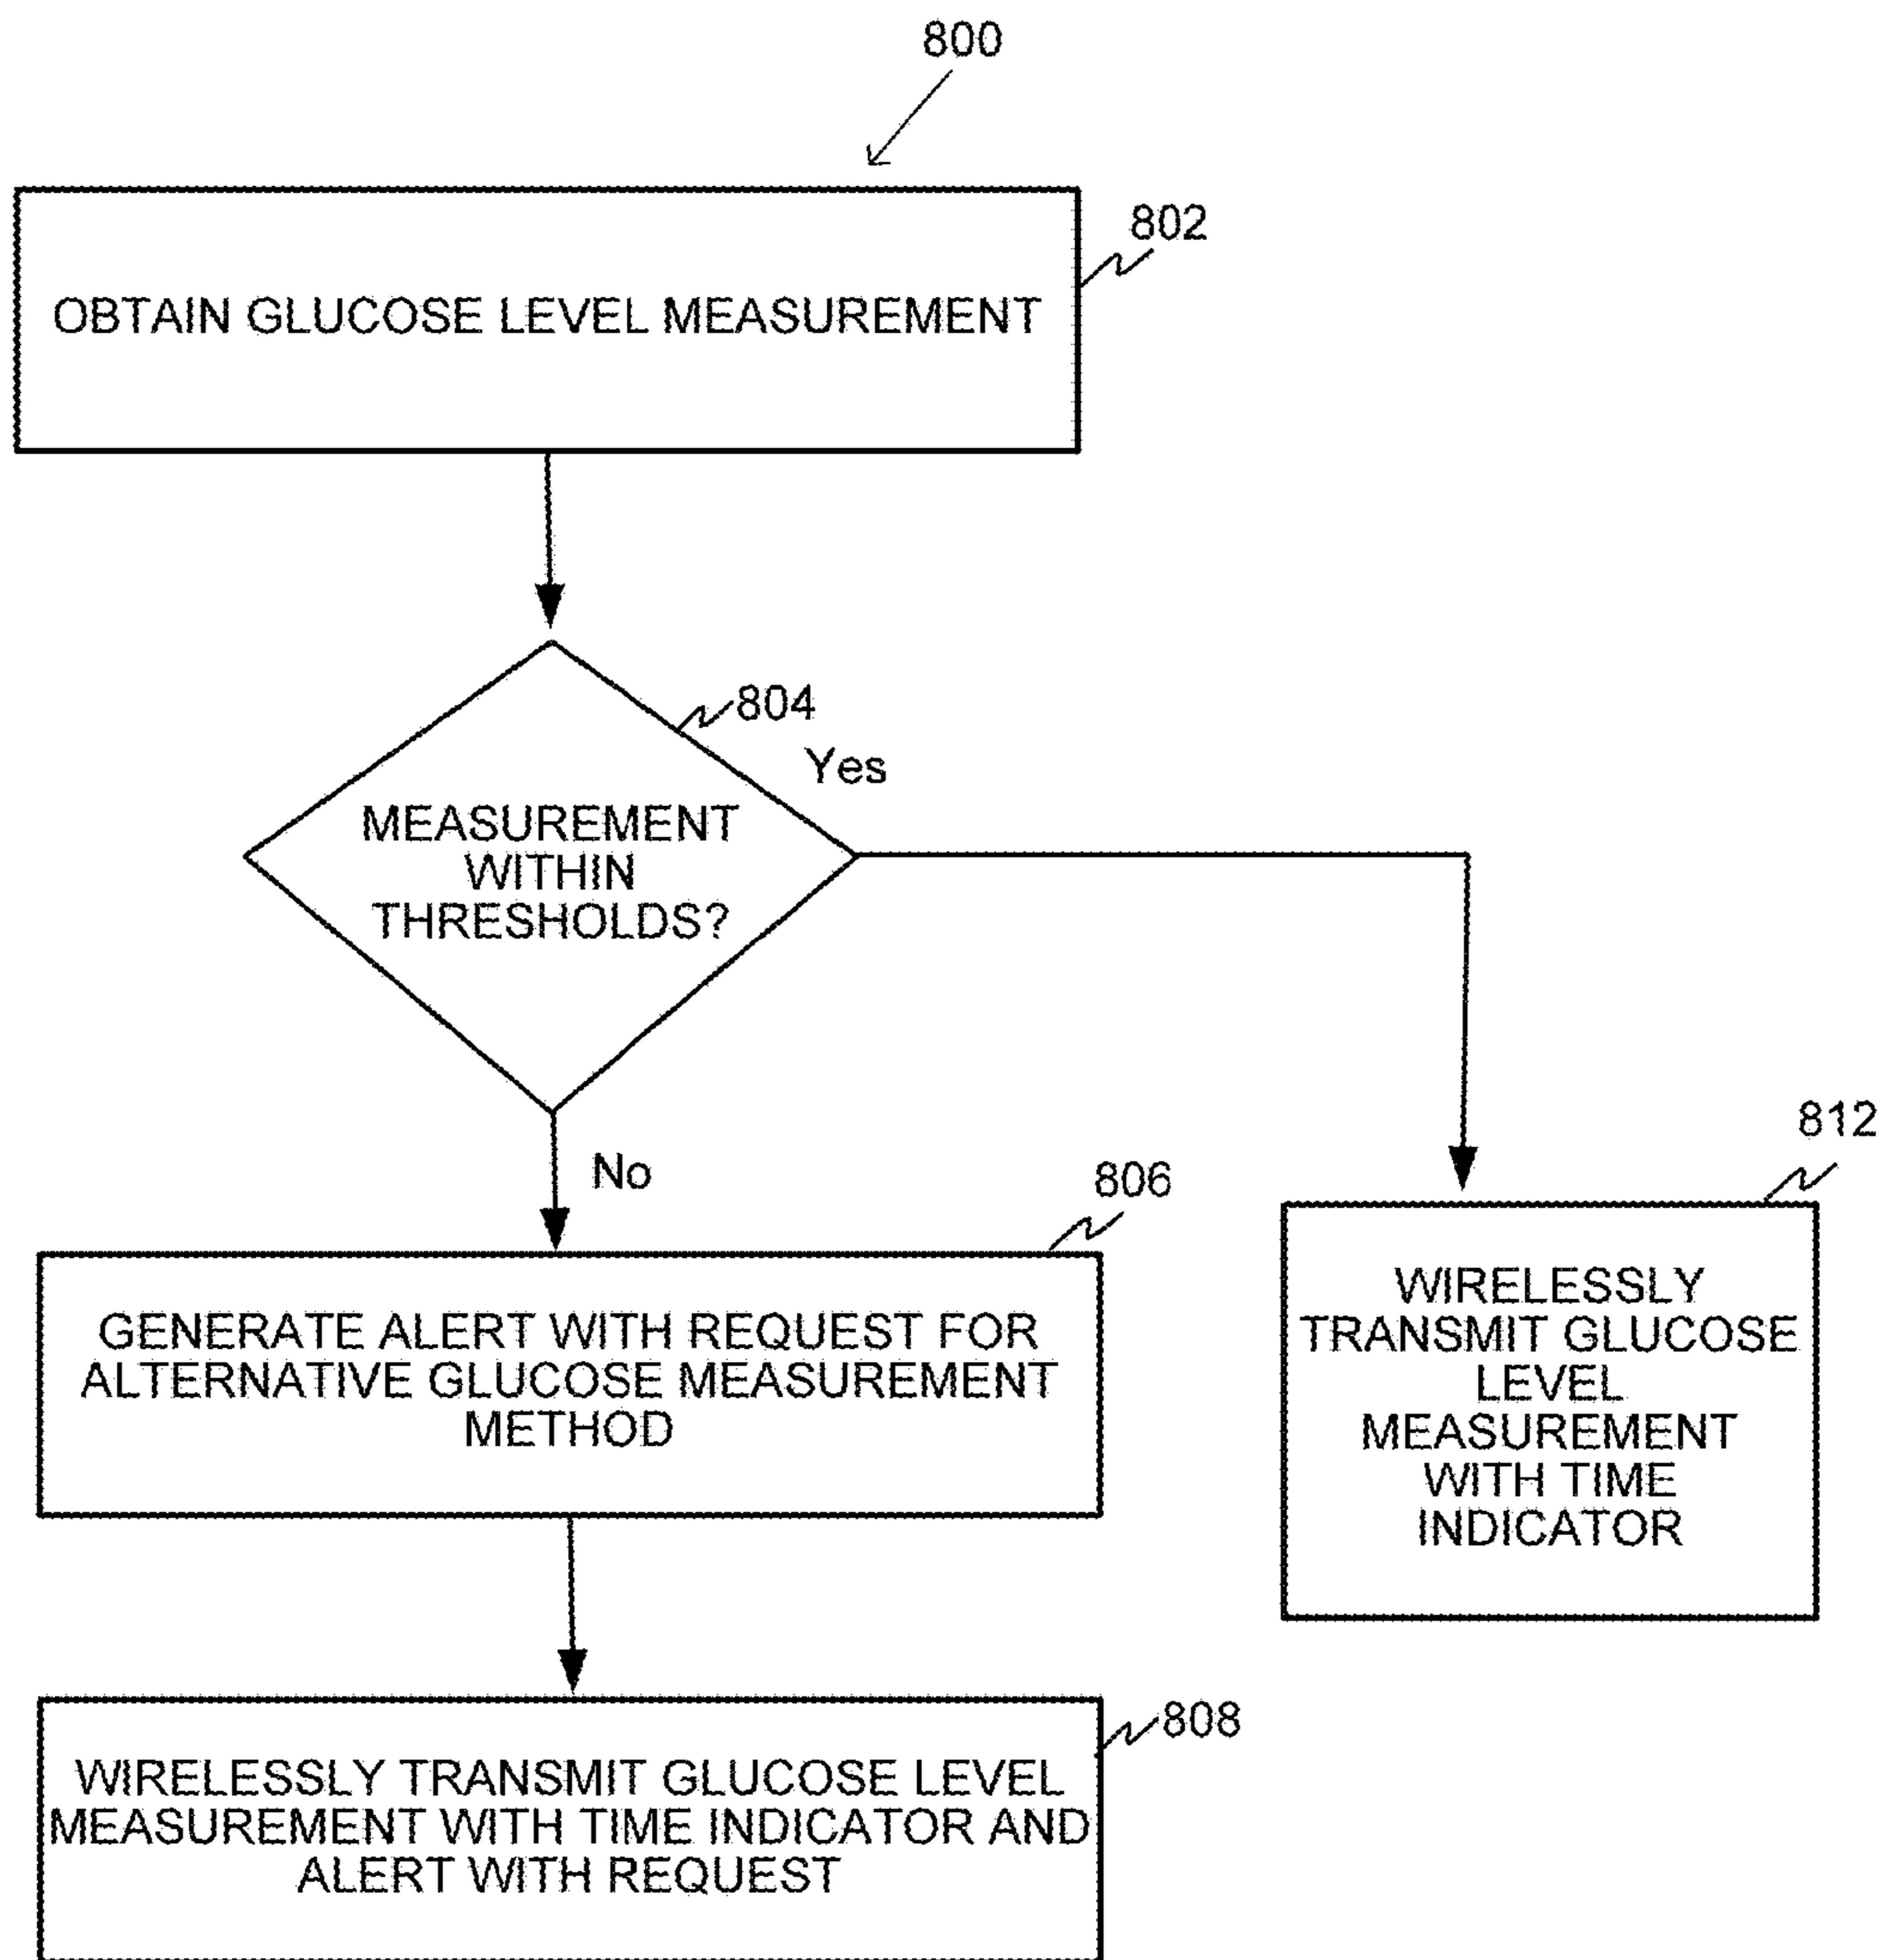 800
802
OBTAIN GLUCOSE LEVEL MEASUREMENT
804
Yes
MEASUREMENT
WITHIN
THRESHOLDS?
No
806
GENERATE ALERT WITH REQUEST FOR
ALTERNATIVE GLUCOSE MEASUREMENT
METHOD
812
WIRELESSLY
TRANSMIT GLUCOSE
LEVEL
MEASUREMENT
WITH TIME
INDICATOR
808
WIRELESSLY TRANSMIT GLUCOSE LEVEL
MEASUREMENT WITH TIME INDICATOR AND
ALERT WITH REQUEST